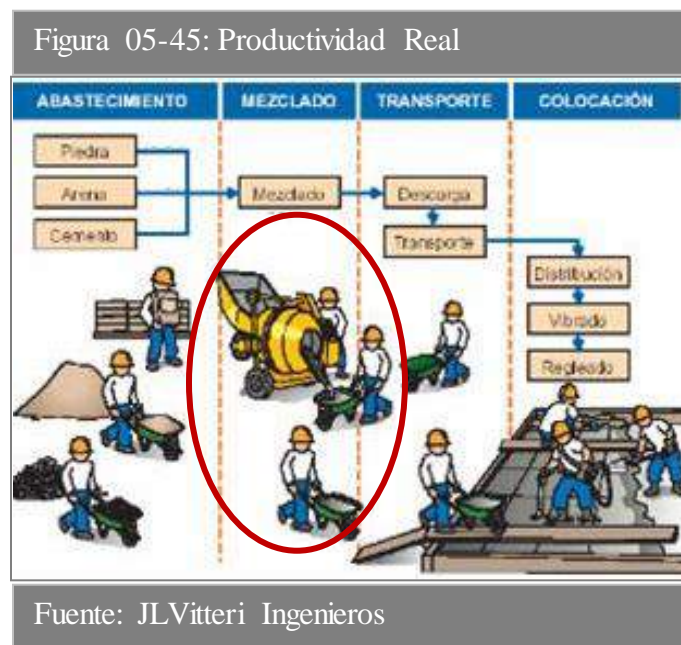 Figura 05-45: Productividad Real
ABASTECIMIENTO MEZCLADO TRANSPORTE COLOCACIÓN
Piedra
Arena
Cemento
Mezclado
Descarga
Transporte
Distribución
Vibrado
Regleado
Fuente: JLVitteri Ingenieros